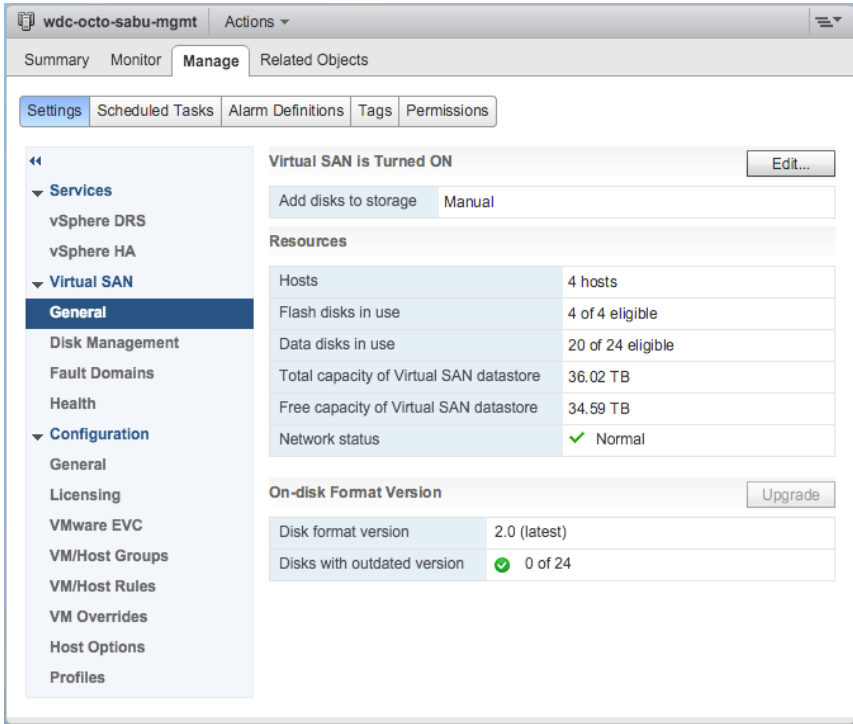 wdc-octo-sabu-mgmt Actions
Summary Monitor Manage Related Objects
Settings Scheduled Tasks Alarm Definitions Tags Permissions
Services
vSphere DRS
vSphere HA
Virtual SAN
General
Disk Management
Fault Domains
Health
Configuration
General
Licensing
VMware EVC
VM/Host Groups
VM/Host Rules
VM Overrides
Host Options
Profiles
Virtual SAN is Turned ON Edit...
Add disks to storage Manual
Resources
Hosts 4 hosts
Flash disks in use 4 of 4 eligible
Data disks in use 20 of 24 eligible
Total capacity of Virtual SAN datastore 36.02 TB
Free capacity of Virtual SAN datastore 34.59 TB
Network status Normal
On-disk Format Version Upgrade
Disk format version 2.0 (latest)
Disks with outdated version 0 of 24